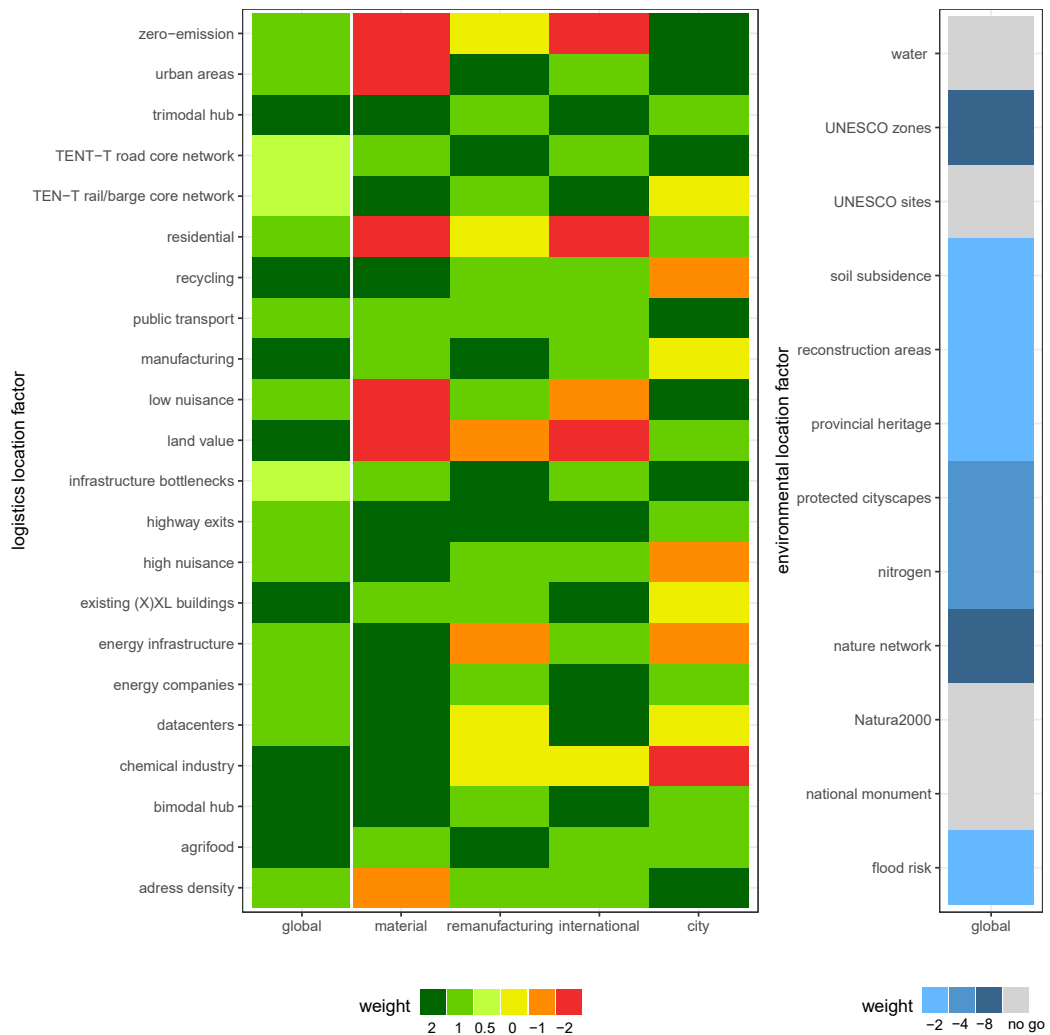 logistics location factor
zero−emission
urban areas
trimodal hub
TENT−T road core network
TEN−T rail/barge core network
residential
recycling
public transport
manufacturing
low nuisance
land value
infrastructure bottlenecks
highway exits
high nuisance
existing (X)XL buildings
energy infrastructure
energy companies
datacenters
chemical industry
bimodal hub
agrifood
adress density
global material remanufacturing international city
weight
2 1 0.5 0 −1 −2
environmental location factor
water
UNESCO zones
UNESCO sites
soil subsidence
reconstruction areas
provincial heritage
protected cityscapes
nitrogen
nature network
Natura2000
national monument
flood risk
global
weight
−2 −4 −8 no go